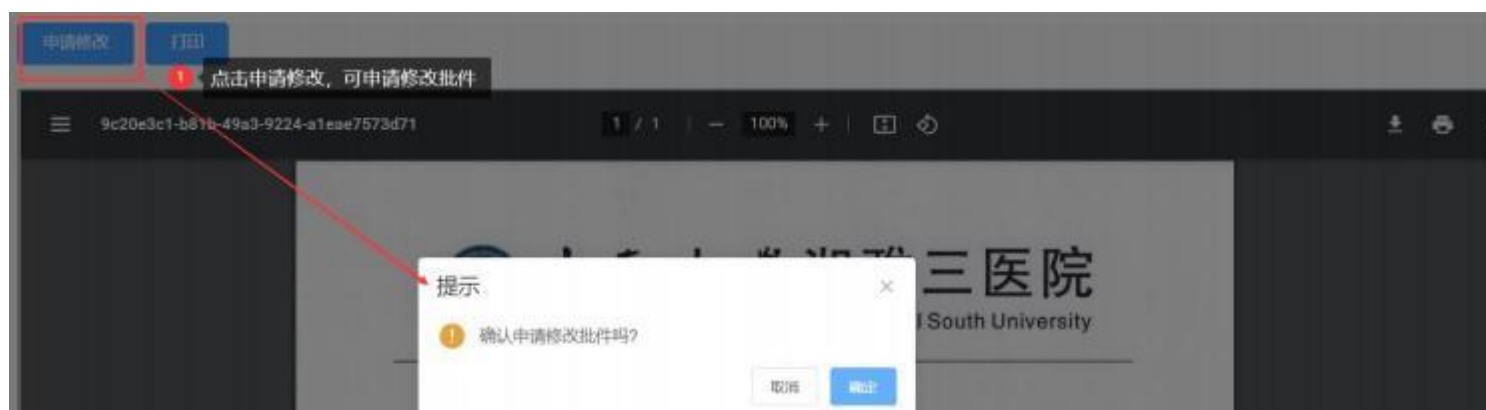 申请修改 打印
1 点击申请修改，可申请修改批件
9c20e3c1-b81b-49a3-9224-a1eae7573d71 1 / 1 | − 100% + |
湘雅三医院
提示 ×
l South University
! 确认申请修改批件吗?
取消 确定